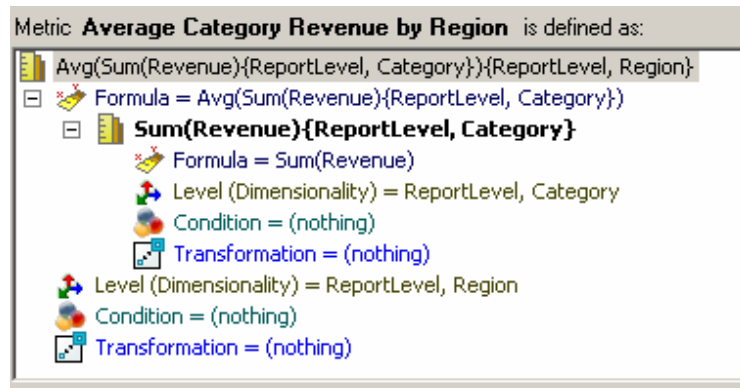 Metric Average Category Revenue by Region is defined as:
Avg(Sum(Revenue){ReportLevel, Category}){ReportLevel, Region}
Formula = Avg(Sum(Revenue){ReportLevel, Category})
Sum(Revenue){ReportLevel, Category}
Formula = Sum(Revenue)
Level (Dimensionality) = ReportLevel, Category
Condition = (nothing)
Transformation = (nothing)
Level (Dimensionality) = ReportLevel, Region
Condition = (nothing)
Transformation = (nothing)